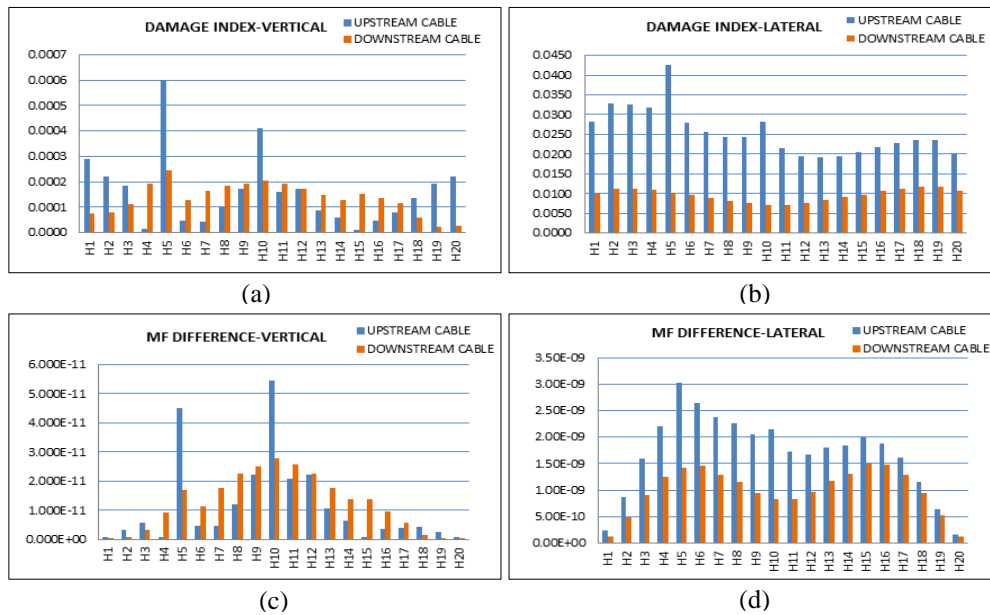 DAMAGE INDEX-VERTICAL
UPSTREAM CABLE
DOWNSTREAM CABLE
0.0007
0.0006
0.0005
0.0004
0.0003
0.0002
0.0001
0.0000
H1 H2 H3 H4 H5 H6 H7 H8 H9 H10 H11 H12 H13 H14 H15 H16 H17 H18 H19 H20
(a)
DAMAGE INDEX-LATERAL
UPSTREAM CABLE
DOWNSTREAM CABLE
0.0450
0.0400
0.0350
0.0300
0.0250
0.0200
0.0150
0.0100
0.0050
0.0000
H1 H2 H3 H4 H5 H6 H7 H8 H9 H10 H11 H12 H13 H14 H15 H16 H17 H18 H19 H20
(b)
MF DIFFERENCE-VERTICAL
UPSTREAM CABLE
DOWNSTREAM CABLE
6.000E-11
5.000E-11
4.000E-11
3.000E-11
2.000E-11
1.000E-11
0.000E+00
H1 H2 H3 H4 H5 H6 H7 H8 H9 H10 H11 H12 H13 H14 H15 H16 H17 H18 H19 H20
(c)
MF DIFFERENCE-LATERAL
UPSTREAM CABLE
DOWNSTREAM CABLE
3.50E-09
3.00E-09
2.50E-09
2.00E-09
1.50E-09
1.00E-09
5.00E-10
0.00E+00
H1 H2 H3 H4 H5 H6 H7 H8 H9 H10 H11 H12 H13 H14 H15 H16 H17 H18 H19 H20
(d)